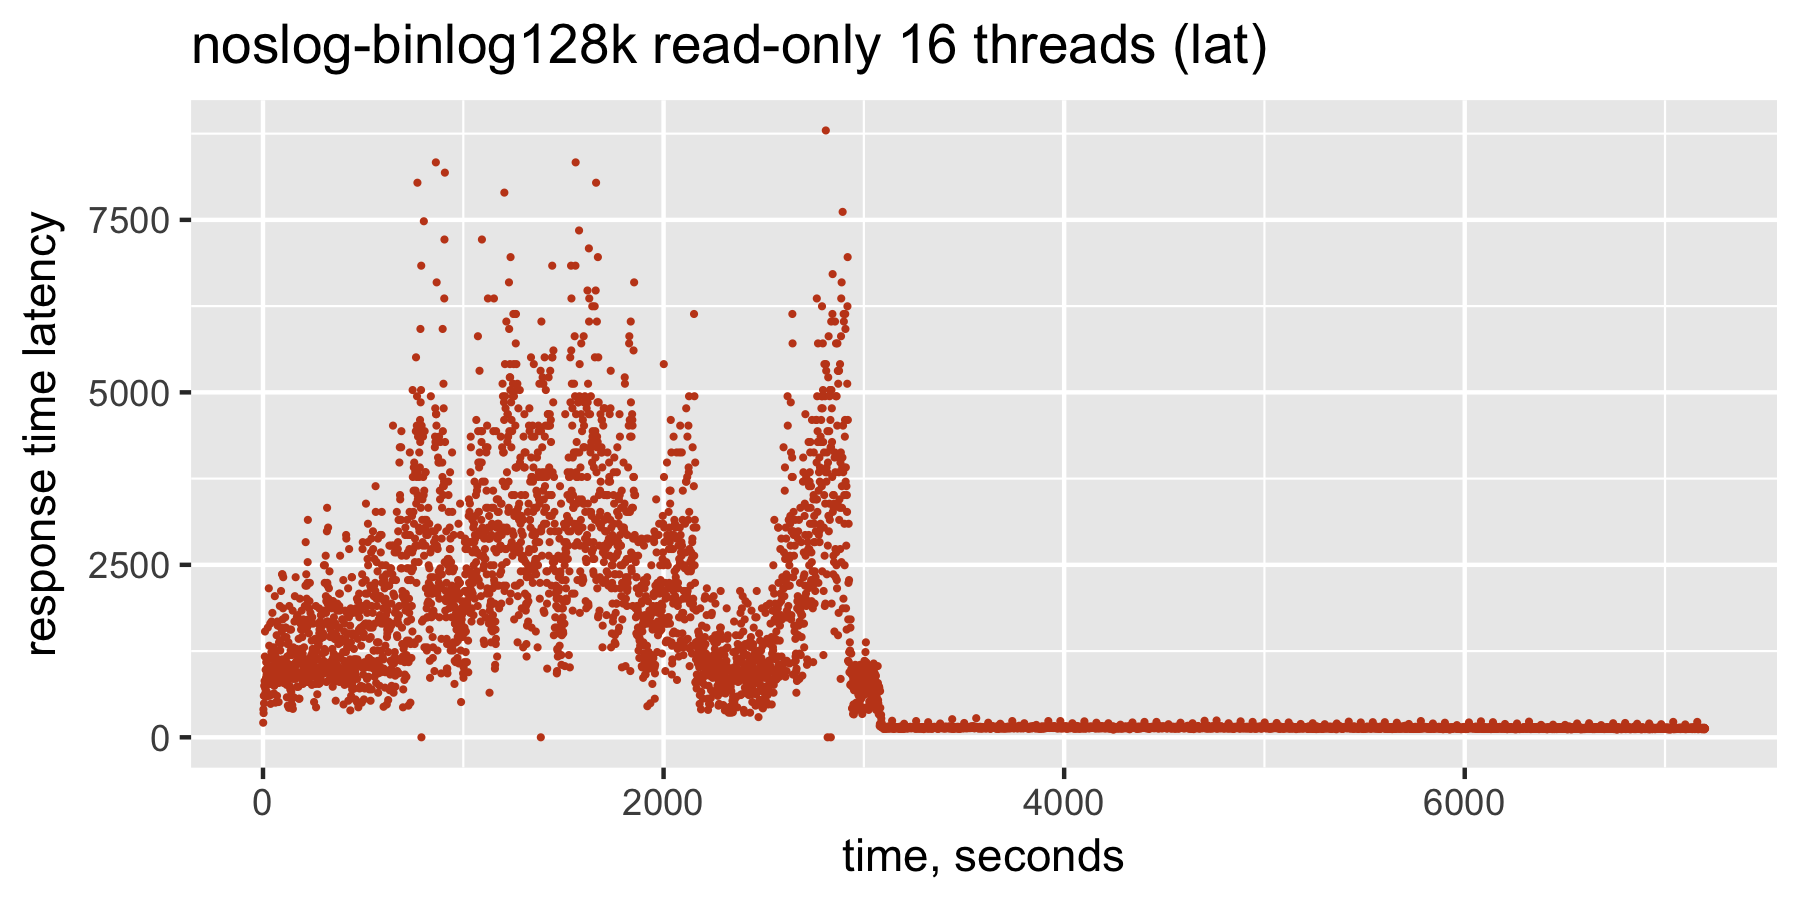 noslog-binlog128k read-only 16 threads (lat)
response time latency
7500
5000
2500
0
0 2000 4000 6000
time, seconds